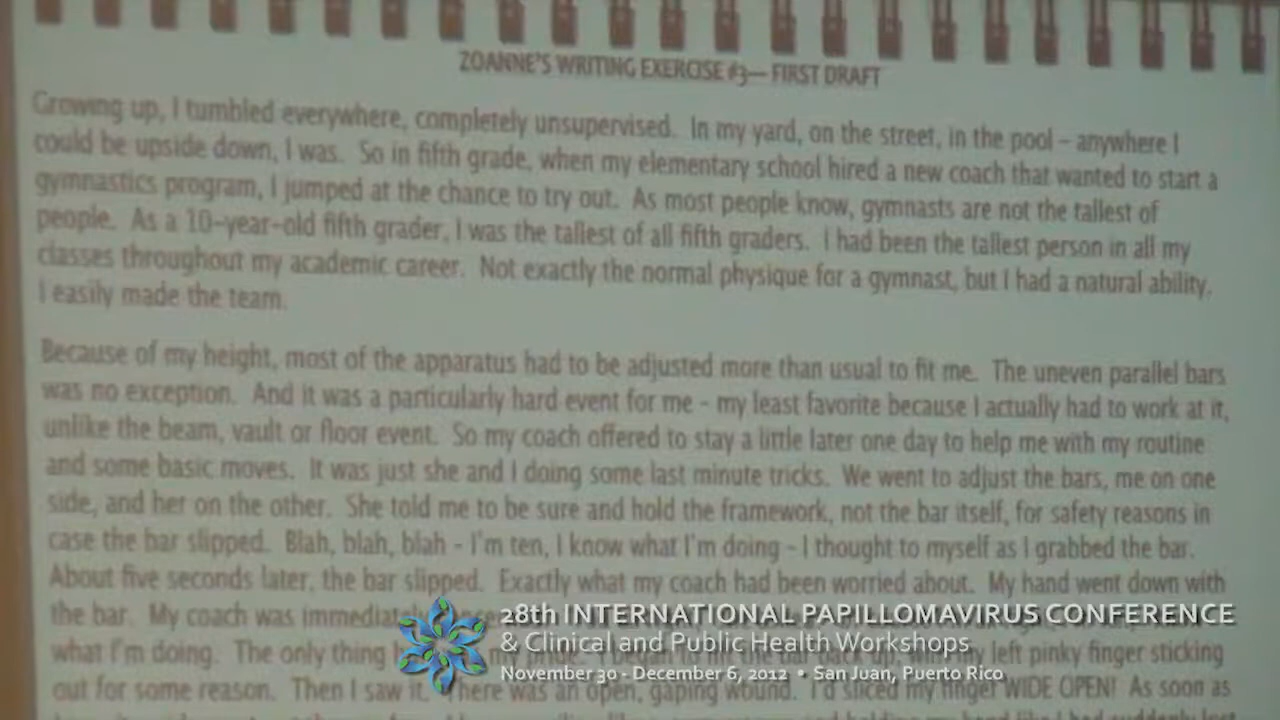 ZOANNE'S WRITING EXERCISE #3— FIRST DRAFT
Growing up, I tumbled everywhere, completely unsupervised. In my yard, on the street, in the pool – anywhere I
could be upside down, I was. So in fifth grade, when my elementary school hired a new coach that wanted to start a
gymnastics program, I jumped at the chance to try out. As most people know, gymnasts are not the tallest of
people. As a 10-year-old fifth grader, I was the tallest of all fifth graders. I had been the tallest person in all my
classes throughout my academic career. Not exactly the normal physique for a gymnast, but I had a natural ability.
I easily made the team.
Because of my height, most of the apparatus had to be adjusted more than usual to fit me. The uneven parallel bars
was no exception. And it was a particularly hard event for me - my least favorite because I actually had to work at it,
unlike the beam, vault or floor event. So my coach offered to stay a little later one day to help me with my routine
and some basic moves. It was just she and I doing some last minute tricks. We went to adjust the bars, me on one
side, and her on the other. She told me to be sure and hold the framework, not the bar itself, for safety reasons in
case the bar slipped. Blah, blah, blah - I'm ten, I know what I'm doing - I thought to myself as I grabbed the bar.
About five seconds later, the bar slipped. Exactly what my coach had been worried about. My hand went down with
the bar. My coach was immediately
what I'm doing. The only thing left pinky finger sticking
out for some reason. Then I saw it. There was an open, gaping wound. I'd sliced my finger WIDE OPEN! As soon as
28th INTERNATIONAL PAPILLOMAVIRUS CONFERENCE
& Clinical and Public Health Workshops
November 30 - December 6, 2012 • San Juan, Puerto Rico